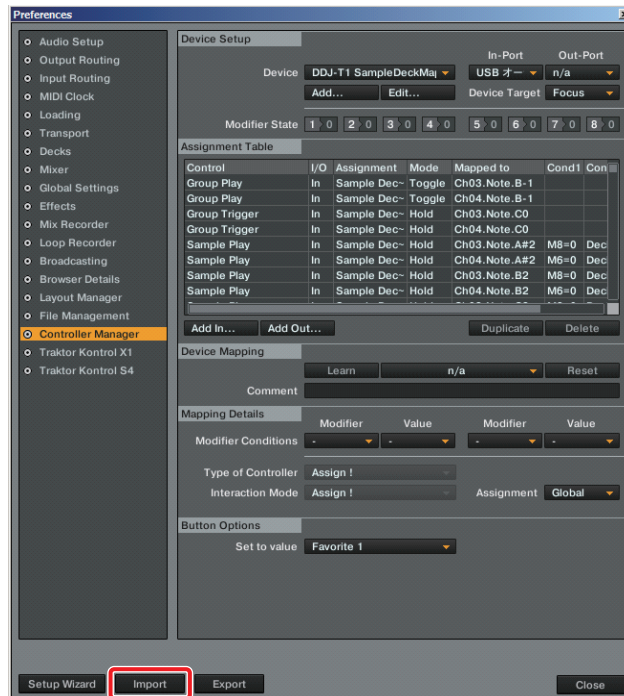 Preferences
Audio Setup
Output Routing
Input Routing
MIDI Clock
Loading
Transport
Decks
Mixer
Global Settings
Effects
Mix Recorder
Loop Recorder
Broadcasting
Browser Details
Layout Manager
File Management
Controller Manager
Traktor Kontrol X1
Traktor Kontrol S4
Device Setup
In-Port Out-Port
Device DDJ-T1 SampleDeckMa USB オー n/a
Add... Edit... Device Target Focus
Modifier State 1 0 2 0 3 0 4 0 5 0 6 0 7 0 8 0
Assignment Table
Control I/O Assignment Mode Mapped to Cond1 Con
Group Play In Sample Dec~ Toggle Ch03.Note.B-1
Group Play In Sample Dec~ Toggle Ch04.Note.B-1
Group Trigger In Sample Dec~ Hold Ch03.Note.C0
Group Trigger In Sample Dec~ Hold Ch04.Note.C0
Sample Play In Sample Dec~ Hold Ch03.Note.A#2 M8=0 Dec
Sample Play In Sample Dec~ Hold Ch04.Note.A#2 M6=0 Dec
Sample Play In Sample Dec~ Hold Ch03.Note.B2 M8=0 Dec
Sample Play In Sample Dec~ Hold Ch04.Note.B2 M6=0 Dec
Add In... Add Out... Duplicate Delete
Device Mapping
Learn n/a Reset
Comment
Mapping Details
Modifier Value Modifier Value
Modifier Conditions - - - -
Type of Controller Assign !
Interaction Mode Assign ! Assignment Global
Button Options
Set to value Favorite 1
Setup Wizard Import Export Close